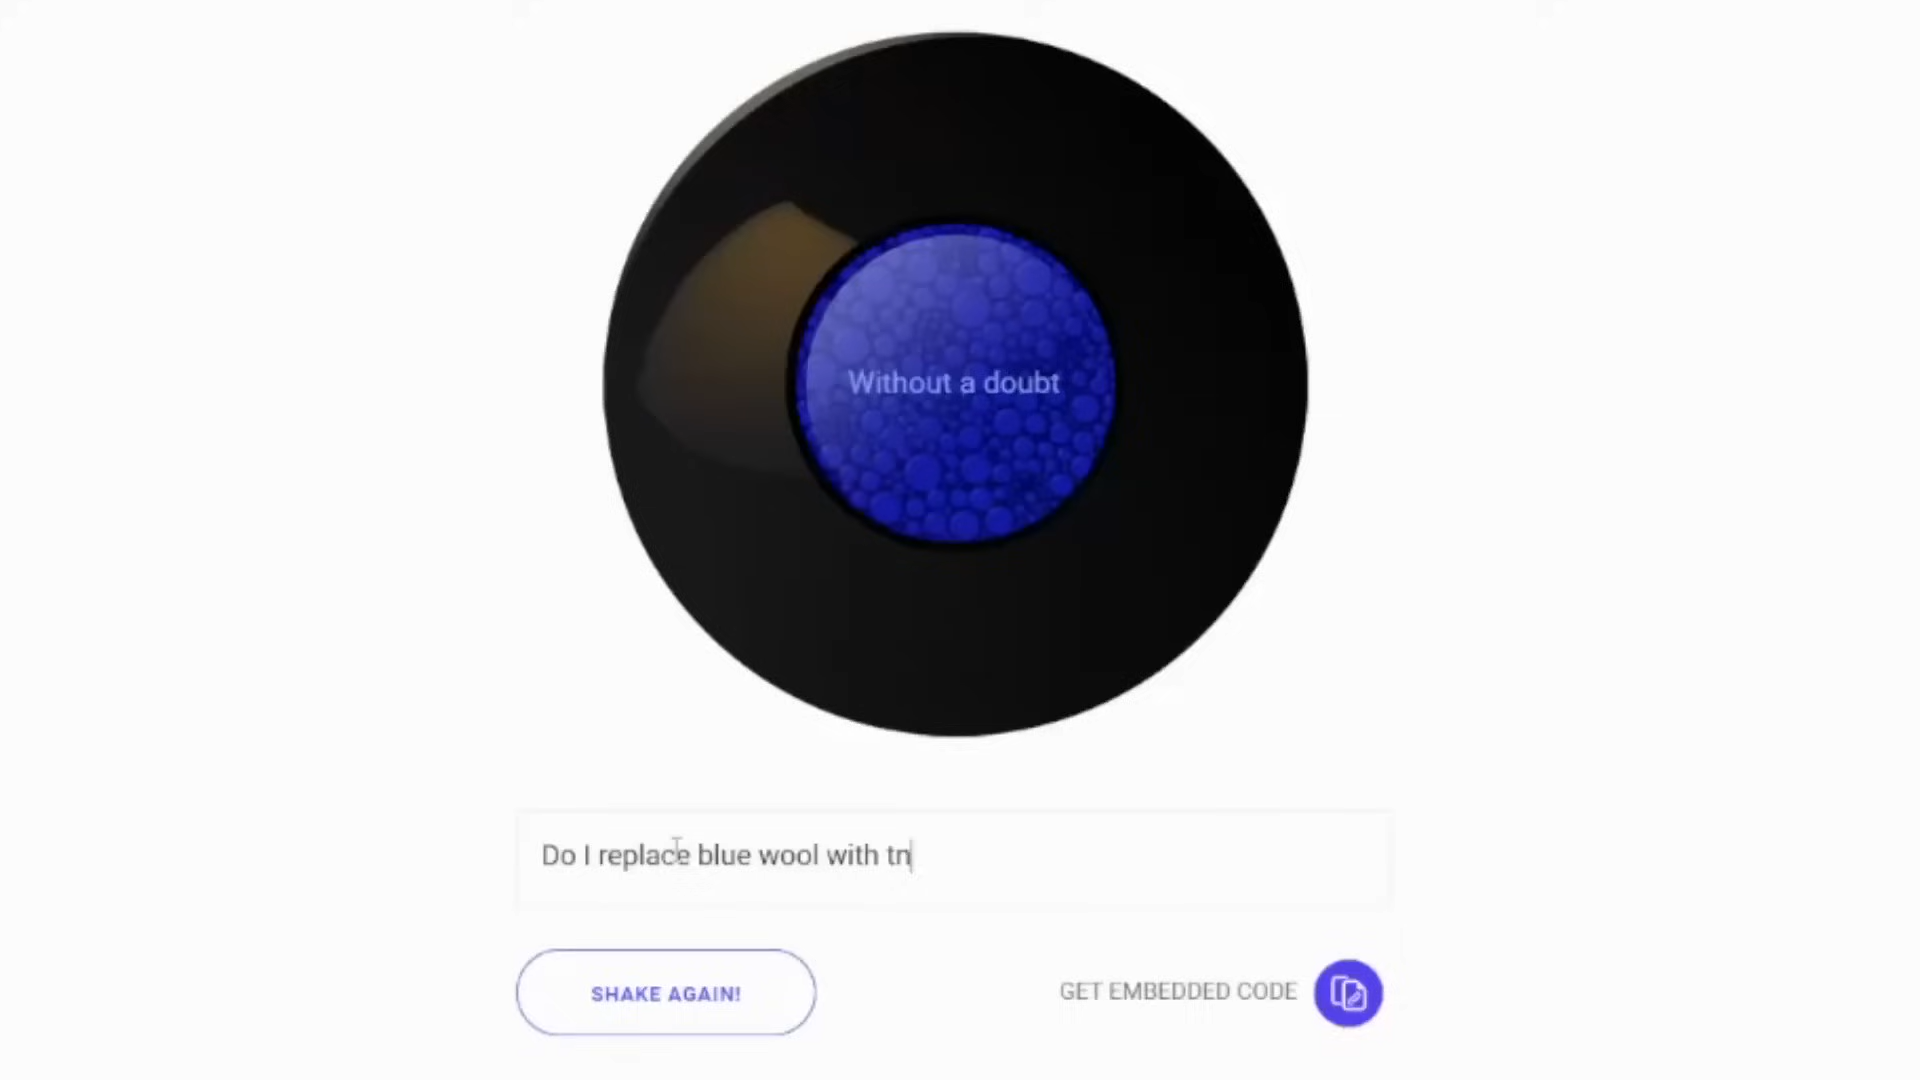 Without a doubt
Do I replace blue wool with tn
SHAKE AGAIN!
GET EMBEDDED CODE